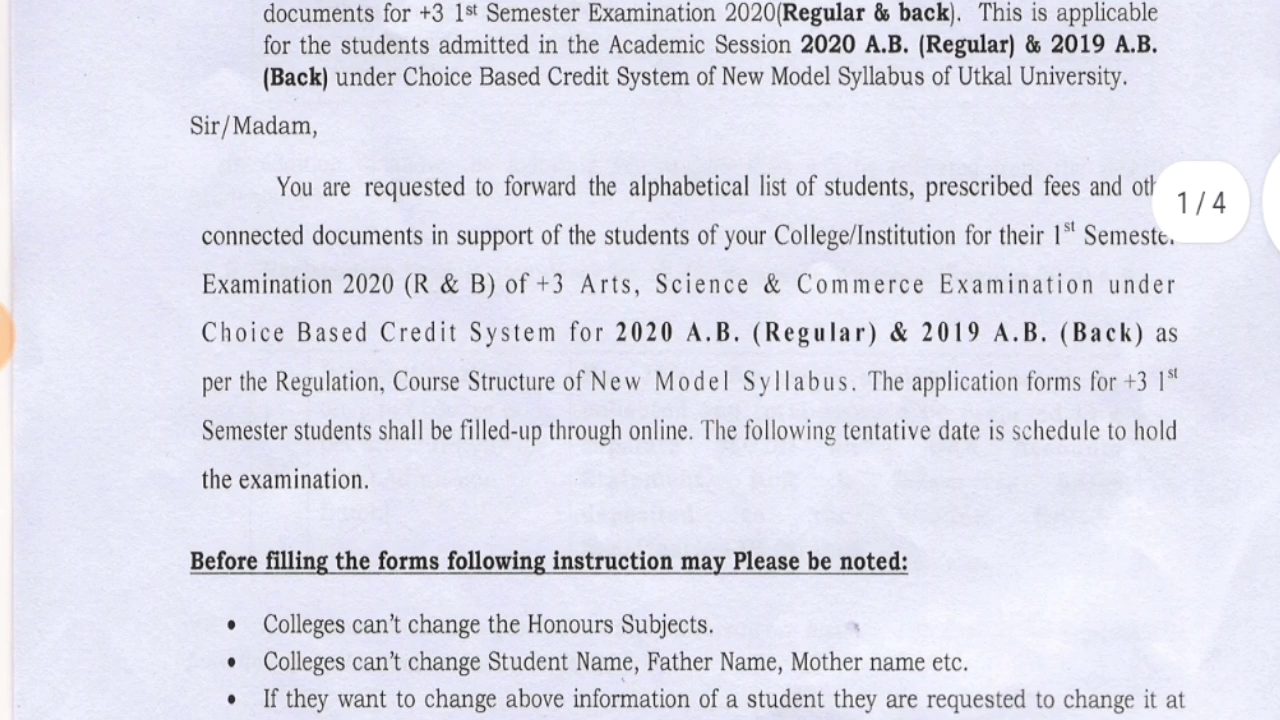 documents for +3 1st Semester Examination 2020(Regular & back). This is applicable
for the students admitted in the Academic Session 2020 A.B. (Regular) & 2019 A.B.
(Back) under Choice Based Credit System of New Model Syllabus of Utkal University.
Sir/Madam,
You are requested to forward the alphabetical list of students, prescribed fees and oth
1 / 4
connected documents in support of the students of your College/Institution for their 1st Semester
Examination 2020 (R & B) of +3 Arts, Science & Commerce Examination under
Choice Based Credit System for 2020 A.B. (Regular) & 2019 A.B. (Back) as
per the Regulation, Course Structure of New Model Syllabus. The application forms for +3 1st
Semester students shall be filled-up through online. The following tentative date is schedule to hold
the examination.
Before filling the forms following instruction may Please be noted:
• Colleges can't change the Honours Subjects.
• Colleges can't change Student Name, Father Name, Mother name etc.
• If they want to change above information of a student they are requested to change it at